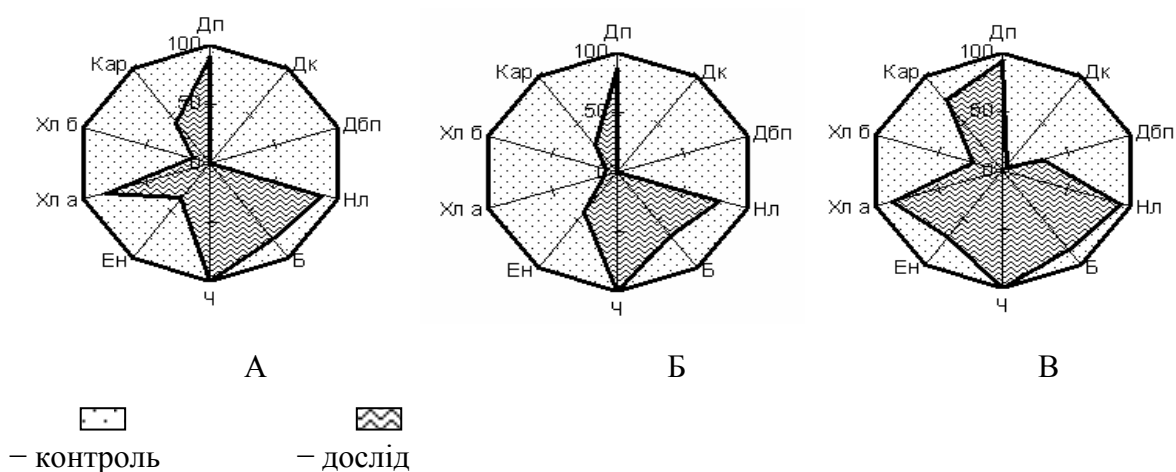 Дп
100
Кар
Дк
50
Хл б
Дбп
0
Хл а
Нл
Ен
Б
Ч
А
Дп
100
Кар
Дк
50
Хл б
Дбп
0
Хл а
Нл
Ен
Б
Ч
Б
Дп
100
Кар
Дк
50
Хл б
Дбп
0
Хл а
Нл
Ен
Б
Ч
В
− контроль − дослід